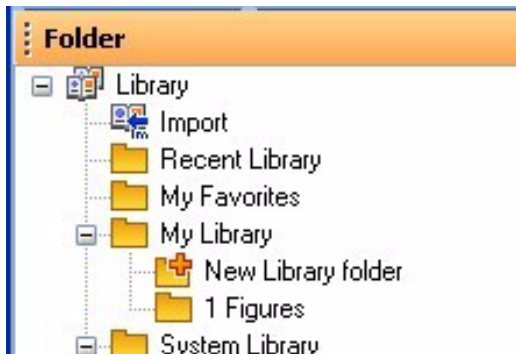 Folder
Library
Import
Recent Library
My Favorites
My Library
New Library folder
1 Figures
System Library